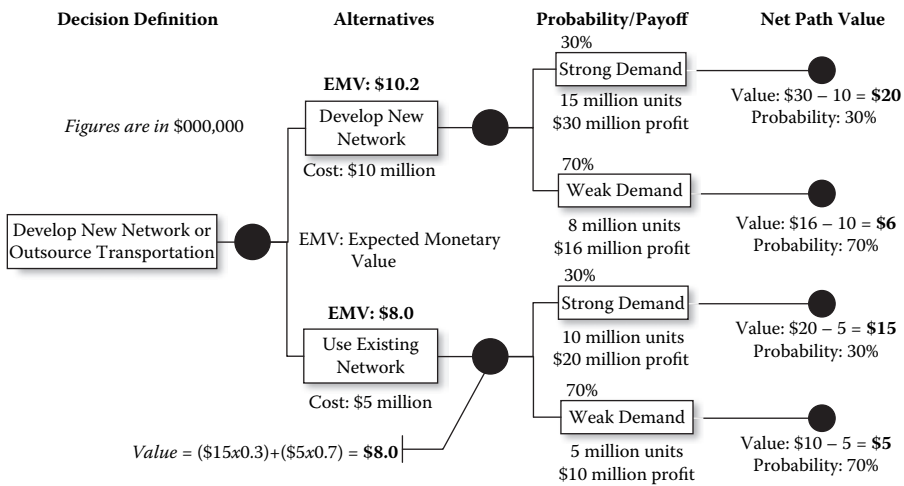 Decision Definition
Alternatives
Probability/Payoff
Net Path Value
Figures are in $000,000
Develop New Network or
Outsource Transportation
EMV: $10.2
Develop New
Network
Cost: $10 million
EMV: Expected Monetary
Value
EMV: $8.0
Use Existing
Network
Cost: $5 million
Value = ($15x0.3)+($5x0.7) = $8.0
30%
Strong Demand
15 million units
$30 million profit
70%
Weak Demand
8 million units
$16 million profit
30%
Strong Demand
10 million units
$20 million profit
70%
Weak Demand
5 million units
$10 million profit
Value: $30 – 10 = $20
Probability: 30%
Value: $16 – 10 = $6
Probability: 70%
Value: $20 – 5 = $15
Probability: 30%
Value: $10 – 5 = $5
Probability: 70%